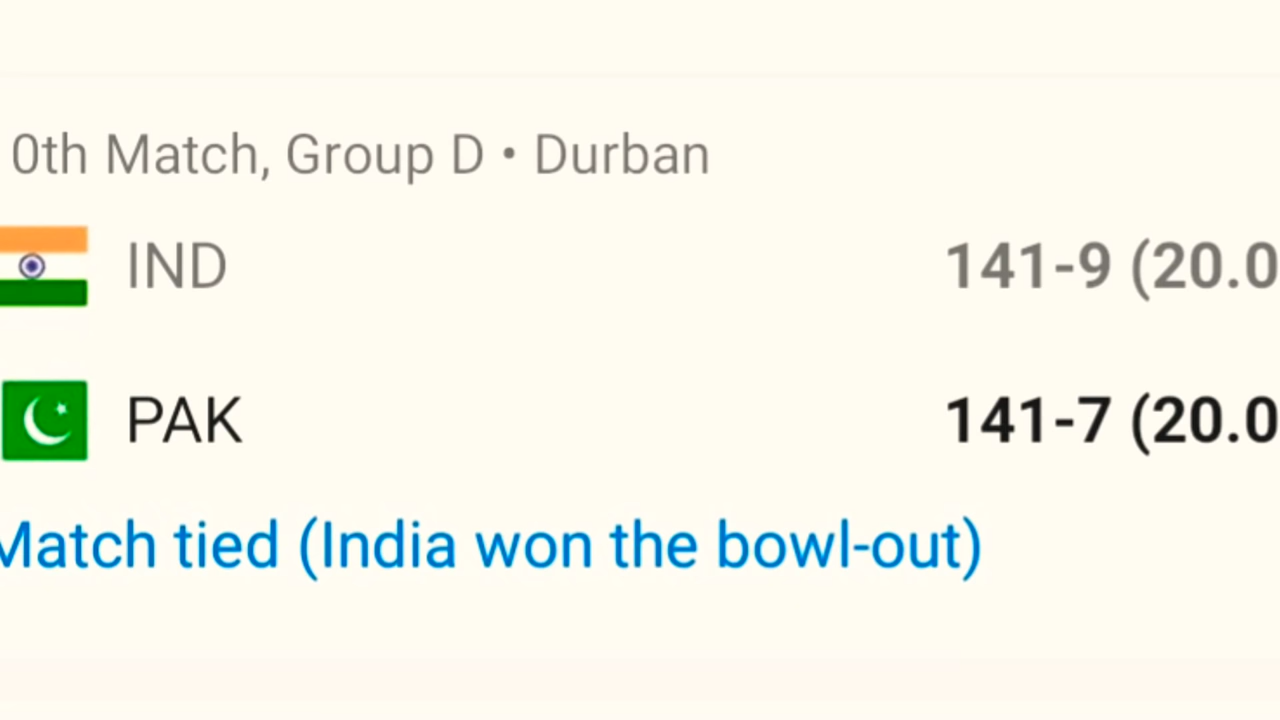 0th Match, Group D • Durban
IND 141-9 (20.0
PAK 141-7 (20.0
Match tied (India won the bowl-out)